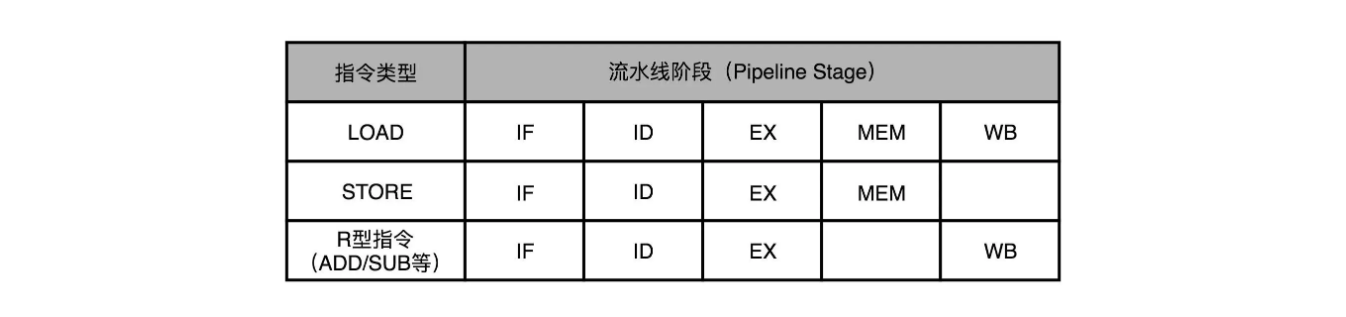 指令类型 流水线阶段（Pipeline Stage）
LOAD IF ID EX MEM WB
STORE IF ID EX MEM
R型指令
（ADD/SUB等） IF ID EX WB